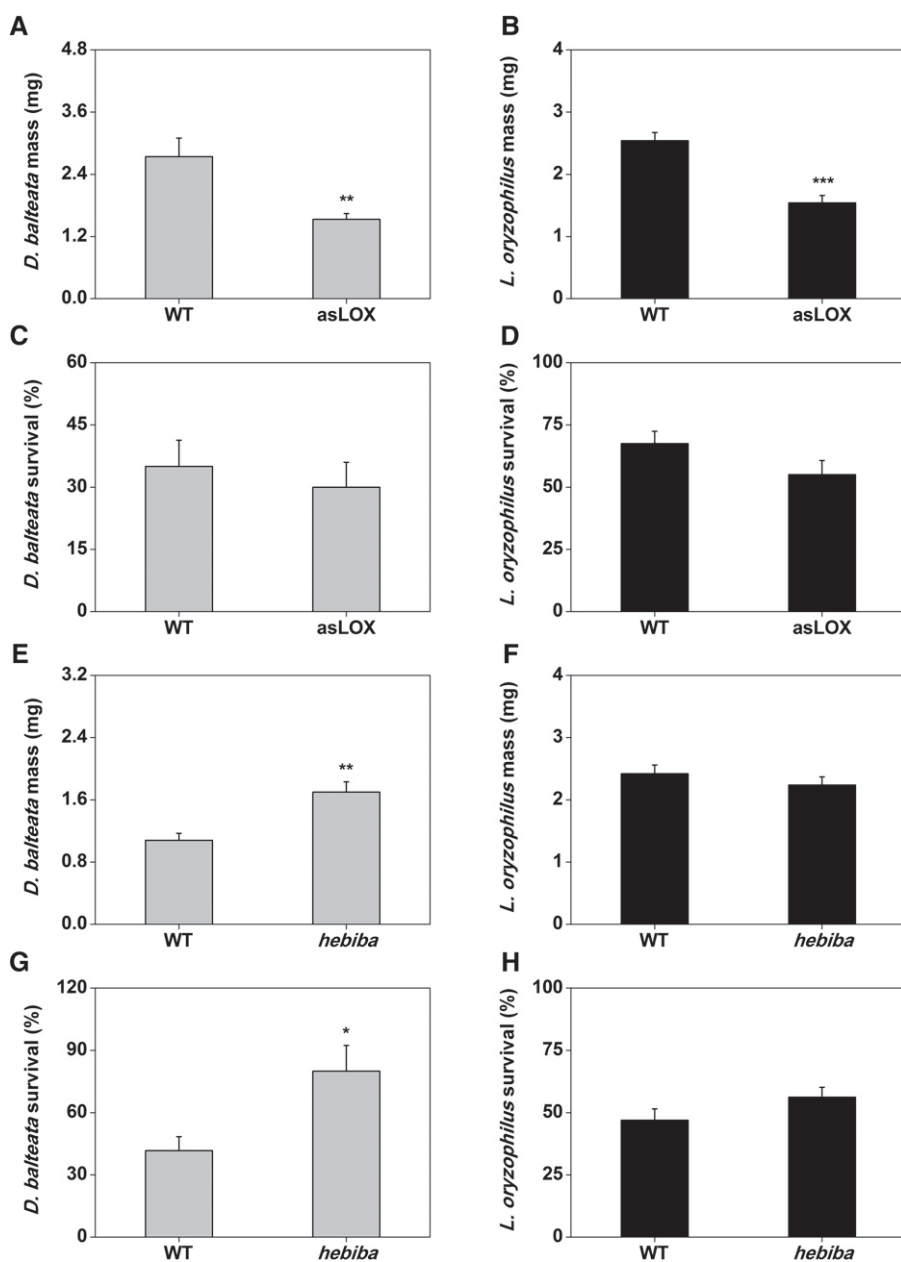 A
D. balteata mass (mg)
4.8
3.6
2.4
1.2
0.0
**
WT asLOX
B
L. oryzophilus mass (mg)
4
3
2
1
0
***
WT asLOX
C
D. balteata survival (%)
60
45
30
15
0
WT asLOX
D
L. oryzophilus survival (%)
100
75
50
25
0
WT asLOX
E
D. balteata mass (mg)
3.2
2.4
1.6
0.8
0.0
**
WT hebiba
F
L. oryzophilus mass (mg)
4
3
2
1
0
WT hebiba
G
D. balteata survival (%)
120
90
60
30
0
*
WT hebiba
H
L. oryzophilus survival (%)
100
75
50
25
0
WT hebiba